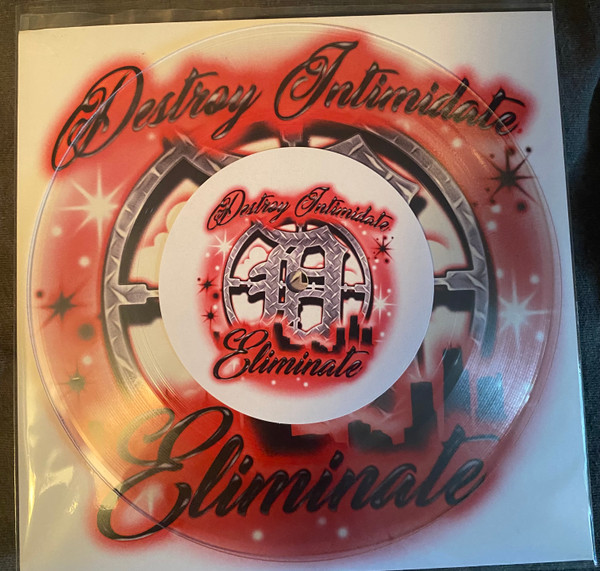 Destroy Intimidate
Destroy Intimidate
D
Eliminate
Eliminate